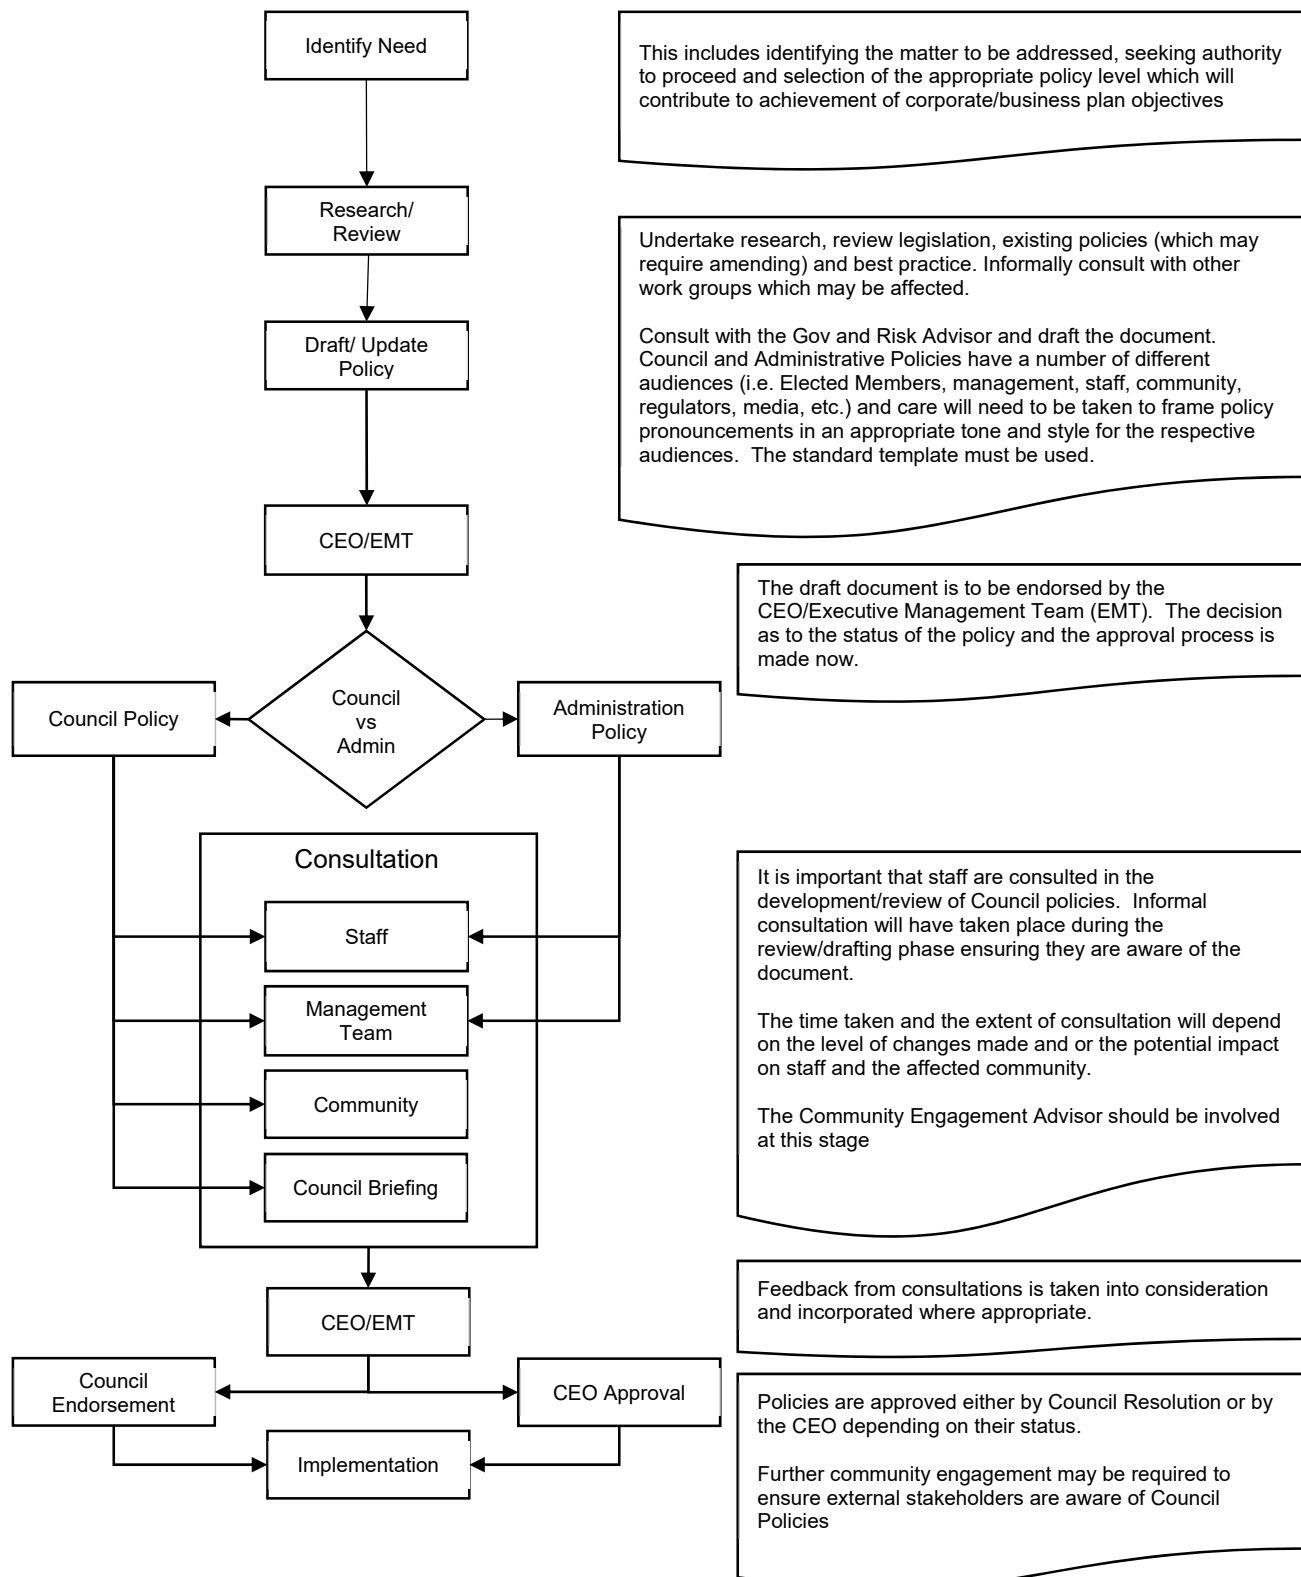 Identify Need
This includes identifying the matter to be addressed, seeking authority
to proceed and selection of the appropriate policy level which will
contribute to achievement of corporate/business plan objectives
Research/
Review
Undertake research, review legislation, existing policies (which may
require amending) and best practice. Informally consult with other
work groups which may be affected.
Consult with the Gov and Risk Advisor and draft the document.
Council and Administrative Policies have a number of different
audiences (i.e. Elected Members, management, staff, community,
regulators, media, etc.) and care will need to be taken to frame policy
pronouncements in an appropriate tone and style for the respective
audiences.  The standard template must be used.
Draft/ Update
Policy
CEO/EMT
The draft document is to be endorsed by the
CEO/Executive Management Team (EMT).  The decision
as to the status of the policy and the approval process is
made now.
Council Policy
Council
vs
Admin
Administration
Policy
Consultation
Staff
Management
Team
Community
Council Briefing
It is important that staff are consulted in the
development/review of Council policies.  Informal
consultation will have taken place during the
review/drafting phase ensuring they are aware of the
document.
The time taken and the extent of consultation will depend
on the level of changes made and or the potential impact
on staff and the affected community.
The Community Engagement Advisor should be involved
at this stage
CEO/EMT
Feedback from consultations is taken into consideration
and incorporated where appropriate.
Council
Endorsement
CEO Approval
Implementation
Policies are approved either by Council Resolution or by
the CEO depending on their status.
Further community engagement may be required to
ensure external stakeholders are aware of Council
Policies